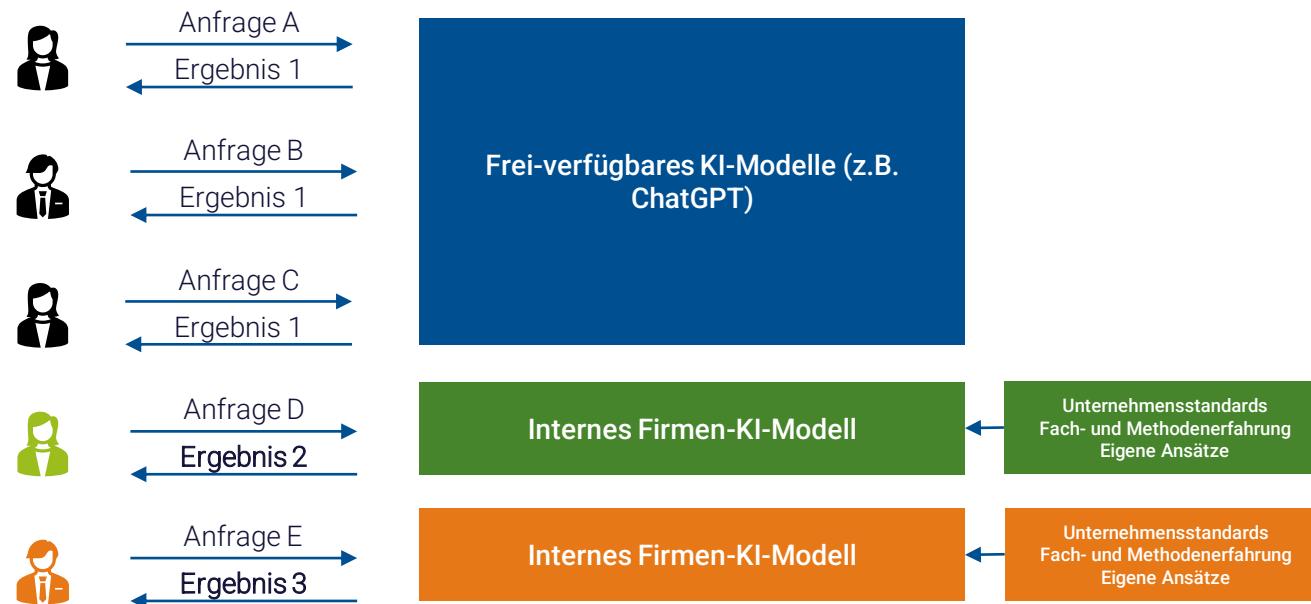 Anfrage A
Ergebnis 1
Anfrage B
Ergebnis 1
Anfrage C
Ergebnis 1
Frei-verfügbares KI-Modelle (z.B.
ChatGPT)
Anfrage D
Ergebnis 2
Internes Firmen-KI-Modell
Unternehmensstandards
Fach- und Methodenerfahrung
Eigene Ansätze
Anfrage E
Ergebnis 3
Internes Firmen-KI-Modell
Unternehmensstandards
Fach- und Methodenerfahrung
Eigene Ansätze